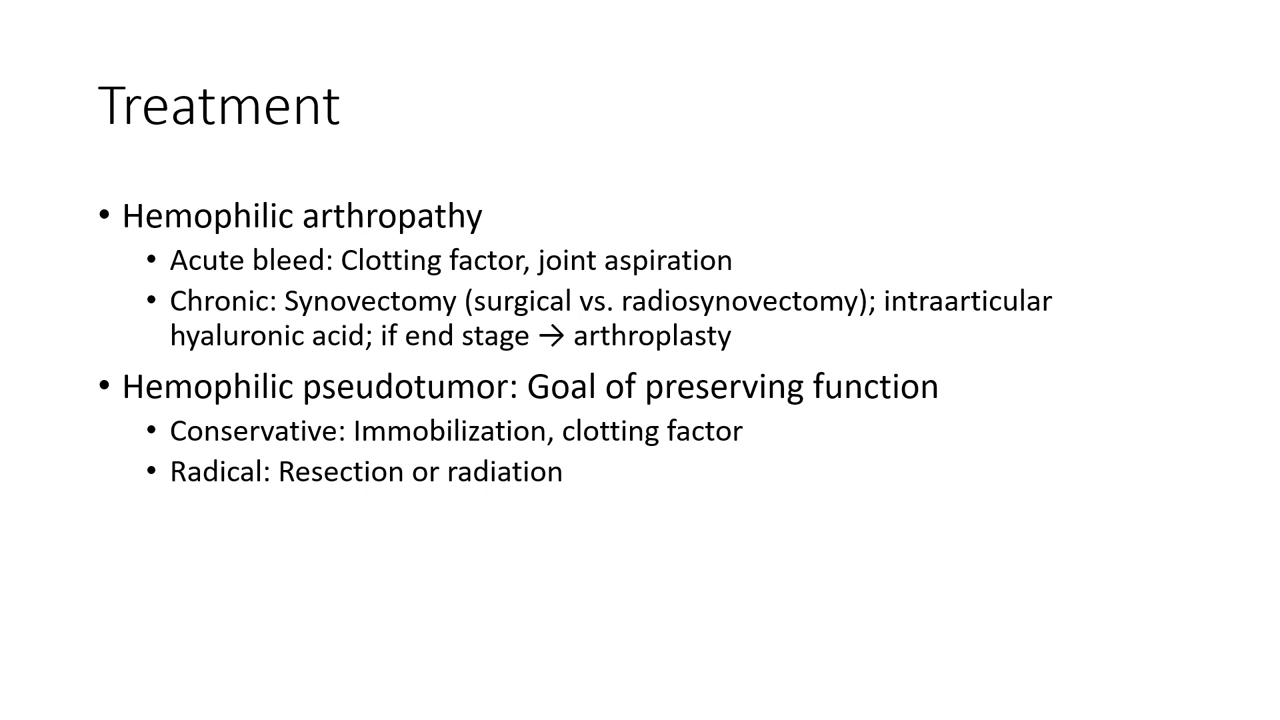 Treatment
• Hemophilic arthropathy
• Acute bleed: Clotting factor, joint aspiration
• Chronic: Synovectomy (surgical vs. radiosynovectomy); intraarticular
hyaluronic acid; if end stage → arthroplasty
• Hemophilic pseudotumor: Goal of preserving function
• Conservative: Immobilization, clotting factor
• Radical: Resection or radiation